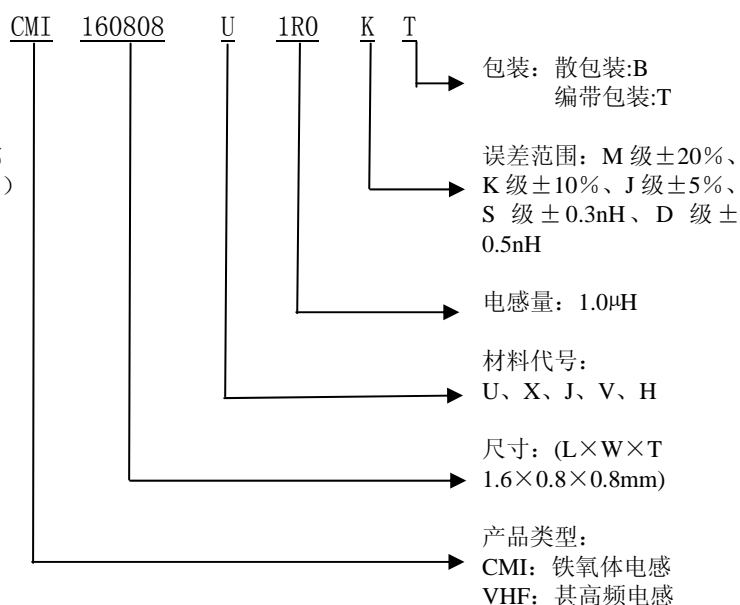 CMI 160808 U 1R0 K T
包装：散包装:B
编带包装:T
误差范围：M 级±20%、
K 级±10%、J 级±5%、
S 级±0.3nH、D 级±
0.5nH
）
电感量：1.0μH
材料代号：
U、X、J、V、H
尺寸：(L×W×T
1.6×0.8×0.8mm)
产品类型：
CMI：铁氧体电感
VHF：甚高频电感